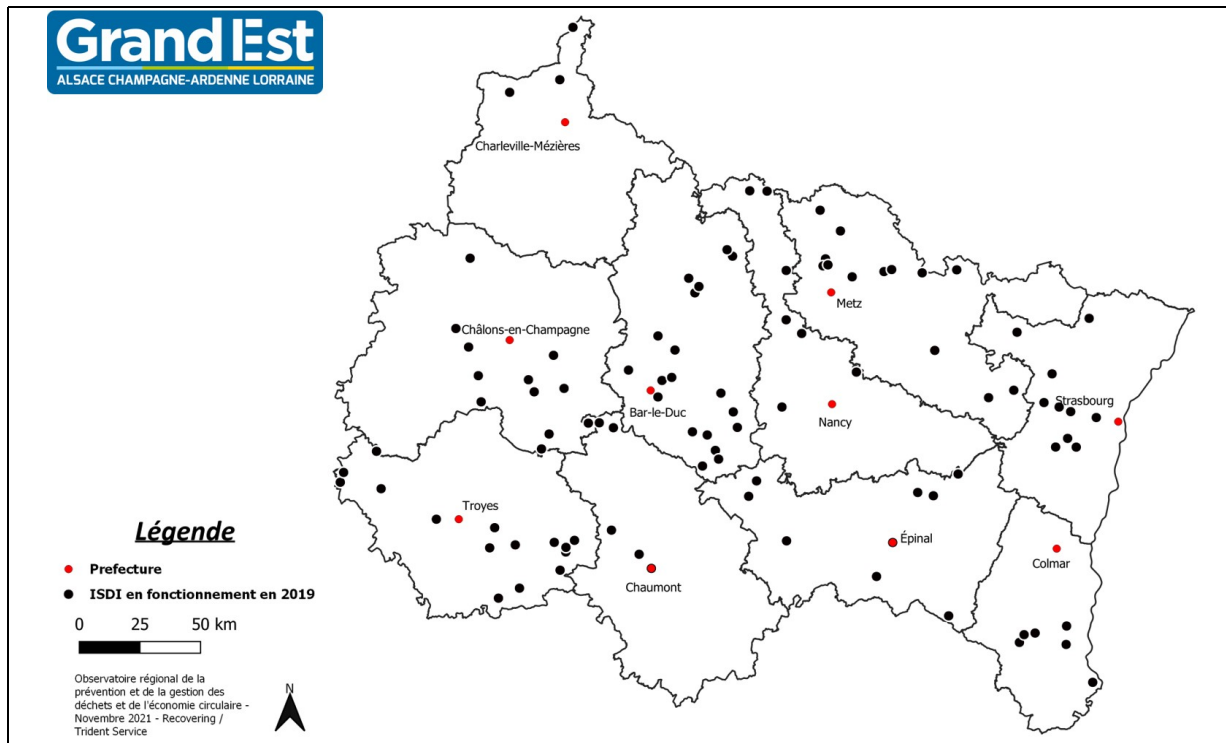 Grand Est
ALSACE CHAMPAGNE-ARDENNE LORRAINE
Charleville-Mézières
Châlons-en-Champagne
Metz
Bar-le-Duc
Nancy
Strasbourg
Troyes
Chaumont
Épinal
Colmar
Légende
Prefecture
ISDI en fonctionnement en 2019
0 25 50 km
Observatoire régional de la
prévention et de la gestion des
déchets et de l'économie circulaire -
Novembre 2021 - Recovering /
Trident Service
N